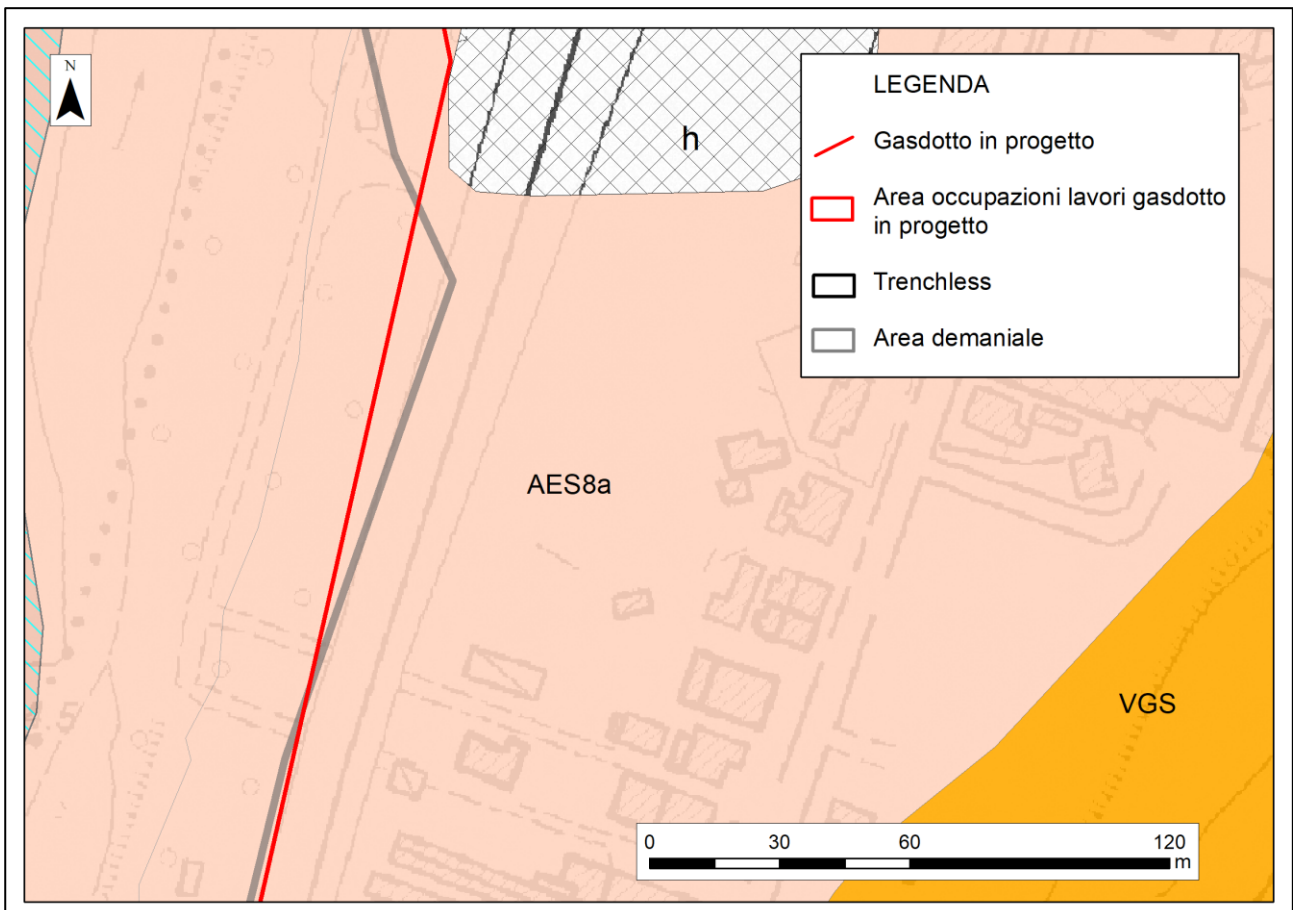 N
LEGENDA
Gasdotto in progetto
Area occupazioni lavori gasdotto
in progetto
Trenchless
Area demaniale
h
AES8a
VGS
0 30 60 120
m